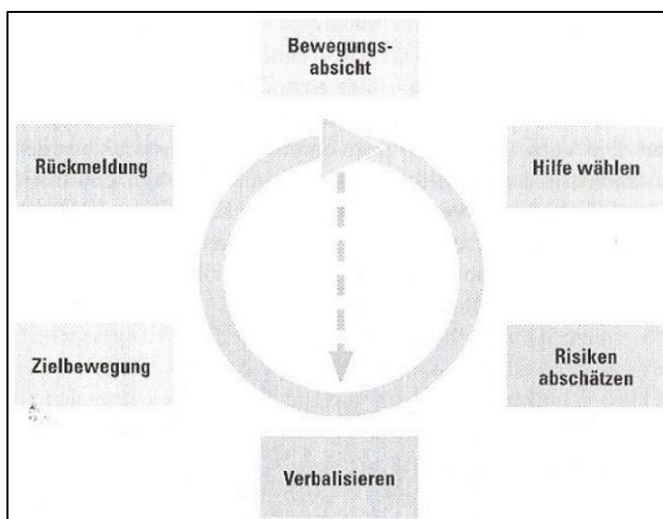 Bewegungs-
absicht
Rückmeldung
Hilfe wählen
Zielbewegung
Risiken
abschätzen
Verbalisieren